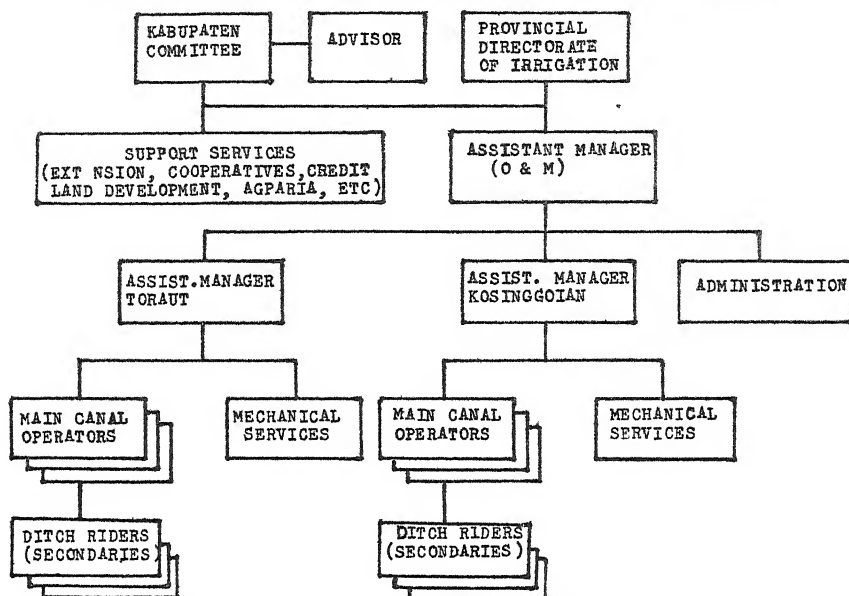 KABUPATEN
COMMITTEE
ADVISOR
PROVINCIAL
DIRECTORATE
OF IRRIGATION
SUPPORT SERVICES
(EXT NSION, COOPERATIVES,CREDIT
LAND DEVELOPMENT, AGPARIA, ETC)
ASSISTANT MANAGER
(O & M)
ASSIST.MANAGER
TORAUT
ASSIST. MANAGER
KOSINGGOIAN
ADMINISTRATION
MAIN CANAL
OPERATORS
MECHANICAL
SERVICES
MAIN CANAL
OPERATORS
MECHANICAL
SERVICES
DITCH RIDERS
(SECONDARIES)
DITCH RIDERS
(SECONDARIES)